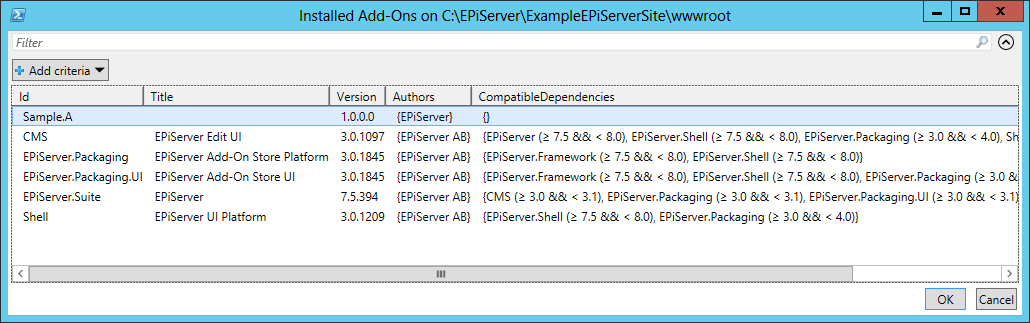 Installed Add-Ons on C:\EPiServer\ExampleEPiServerSite\wwwroot
Filter
Add criteria
Id Title Version Authors CompatibleDependencies
Sample.A 1.0.0.0 {EPiServer} {}
CMS EPiServer Edit UI 3.0.1097 {EPiServer AB} {EPiServer (≥ 7.5 && < 8.0), EPiServer.Shell (≥ 7.5 && < 8.0), EPiServer.Packaging (≥ 3.0 && < 4.0), Sh
EPiServer.Packaging EPiServer Add-On Store Platform 3.0.1845 {EPiServer AB} {EPiServer.Framework (≥ 7.5 && < 8.0), EPiServer.Shell (≥ 7.5 && < 8.0)}
EPiServer.Packaging.UI EPiServer Add-On Store UI 3.0.1845 {EPiServer AB} {EPiServer.Framework (≥ 7.5 && < 8.0), EPiServer.Shell (≥ 7.5 && < 8.0), EPiServer.Packaging (≥ 3.0 &
EPiServer.Suite EPiServer 7.5.394 {EPiServer AB} {CMS (≥ 3.0 && < 3.1), EPiServer.Packaging (≥ 3.0 && < 3.1), EPiServer.Packaging.UI (≥ 3.0 && < 3.1)
Shell EPiServer UI Platform 3.0.1209 {EPiServer AB} {EPiServer.Shell (≥ 7.5 && < 8.0), EPiServer.Packaging (≥ 3.0 && < 4.0)}
OK Cancel